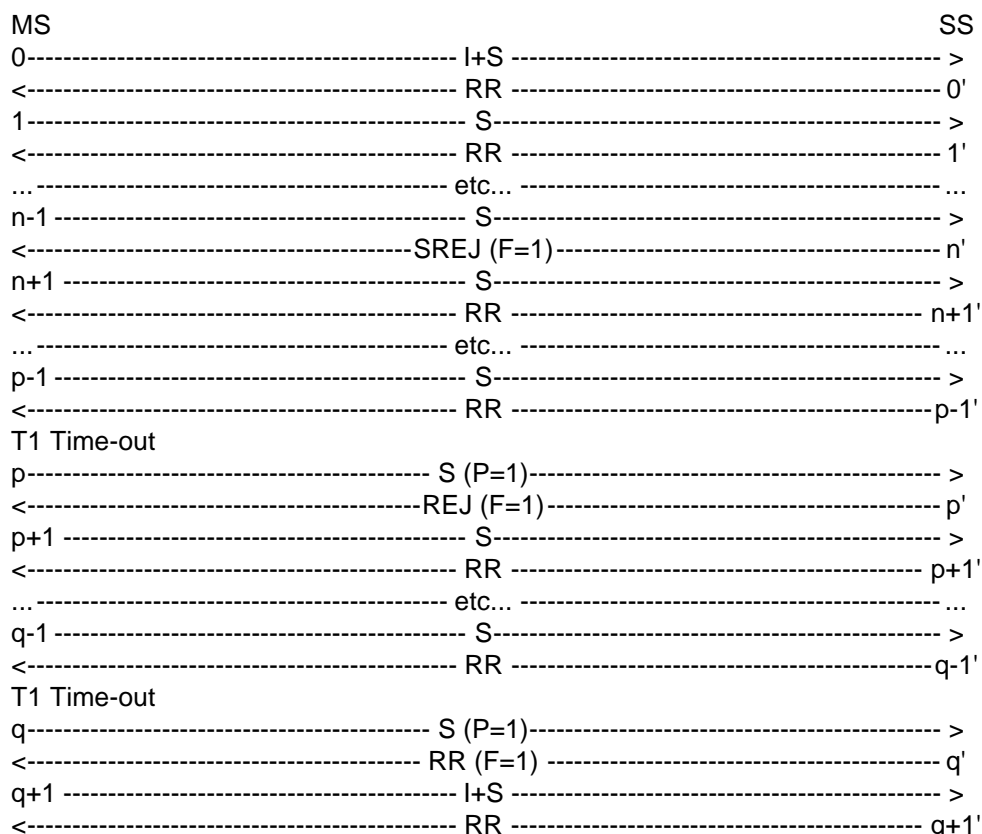 MS SS
0------------------------------------------------ I+S ------------------------------------------------ >
<------------------------------------------------ RR ------------------------------------------------ 0'
1------------------------------------------------- S-------------------------------------------------- >
<------------------------------------------------ RR ------------------------------------------------ 1'
... ---------------------------------------------- etc... ----------------------------------------------- ...
n-1 ---------------------------------------------- S-------------------------------------------------- >
<-------------------------------------------SREJ (F=1)------------------------------------------- n'
n+1 --------------------------------------------- S-------------------------------------------------- >
<------------------------------------------------ RR ---------------------------------------------- n+1'
... ---------------------------------------------- etc... ----------------------------------------------- ...
p-1 ---------------------------------------------- S-------------------------------------------------- >
<------------------------------------------------ RR -----------------------------------------------p-1'
T1 Time-out
p--------------------------------------------- S (P=1)---------------------------------------------- >
<--------------------------------------------REJ (F=1)-------------------------------------------- p'
p+1 --------------------------------------------- S-------------------------------------------------- >
<------------------------------------------------ RR ---------------------------------------------- p+1'
... ---------------------------------------------- etc... ----------------------------------------------- ...
q-1 ---------------------------------------------- S-------------------------------------------------- >
<------------------------------------------------ RR -----------------------------------------------q-1'
T1 Time-out
q--------------------------------------------- S (P=1)---------------------------------------------- >
<-------------------------------------------- RR (F=1) -------------------------------------------- q'
q+1 -------------------------------------------- I+S ------------------------------------------------ >
<------------------------------------------------ RR ---------------------------------------------- q+1'